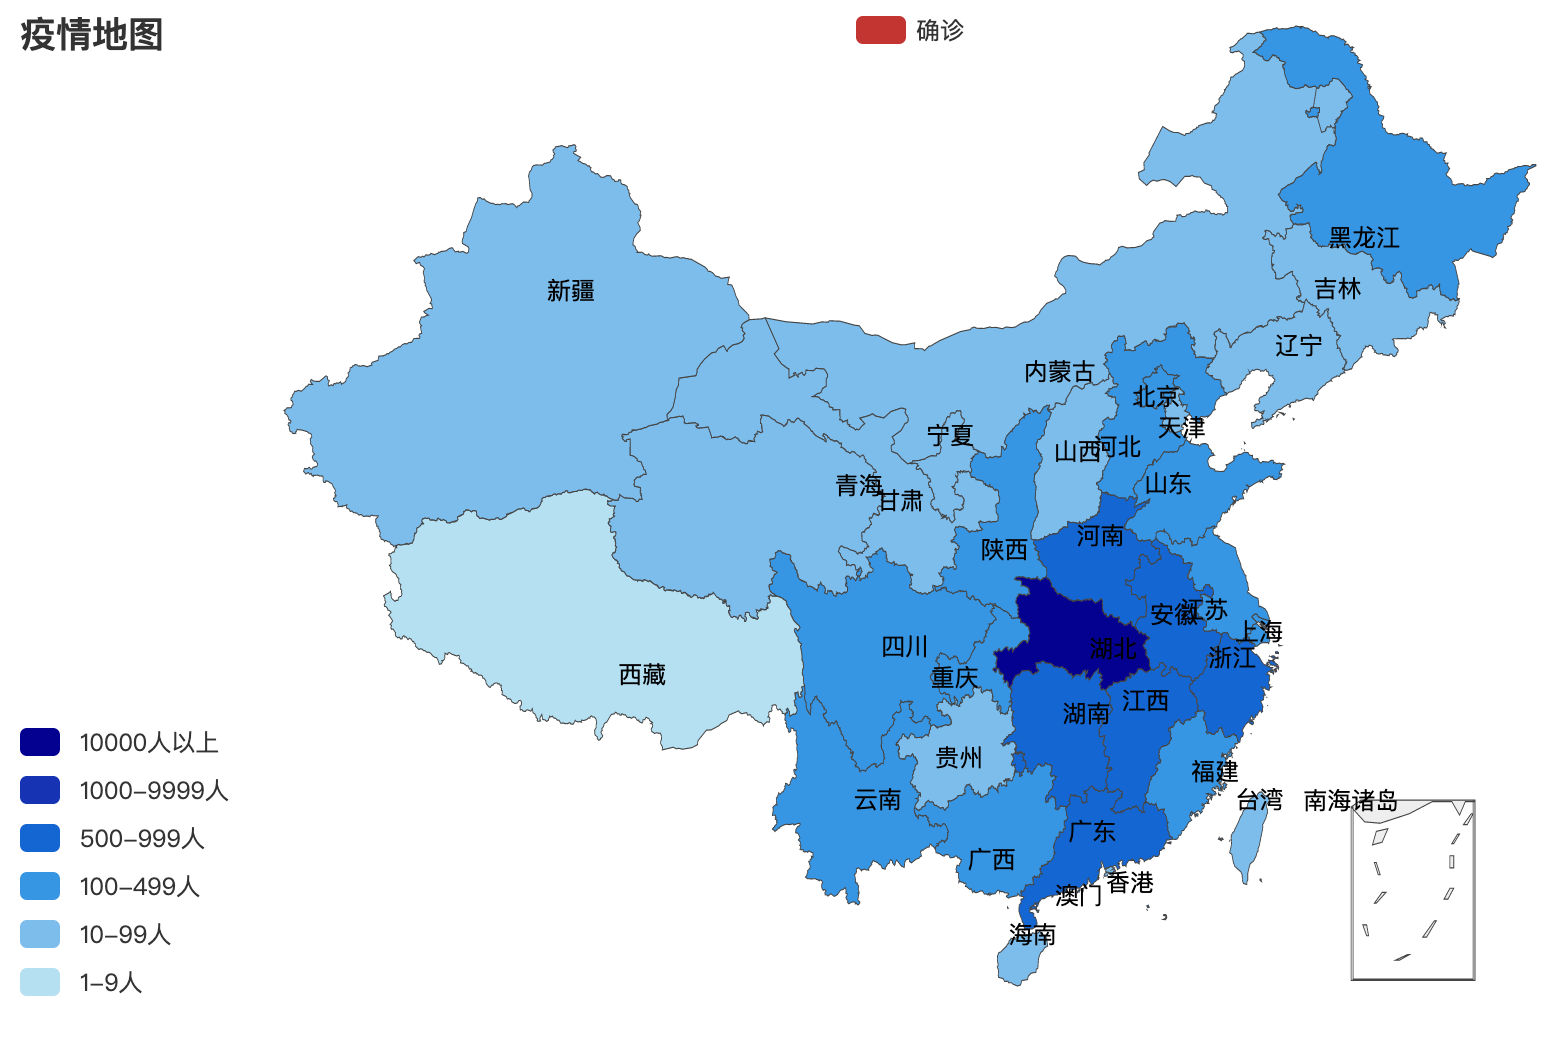 疫情地图
确诊
黑龙江
新疆
吉林
辽宁
内蒙古
北京
天津
宁夏
山西
河北
青海
甘肃
山东
河南
陕西
安徽
江苏
上海
四川
湖北
浙江
西藏
重庆
江西
湖南
贵州
福建
云南
台湾
南海诸岛
广东
广西
香港
澳门
海南
10000人以上
1000-9999人
500-999人
100-499人
10-99人
1-9人